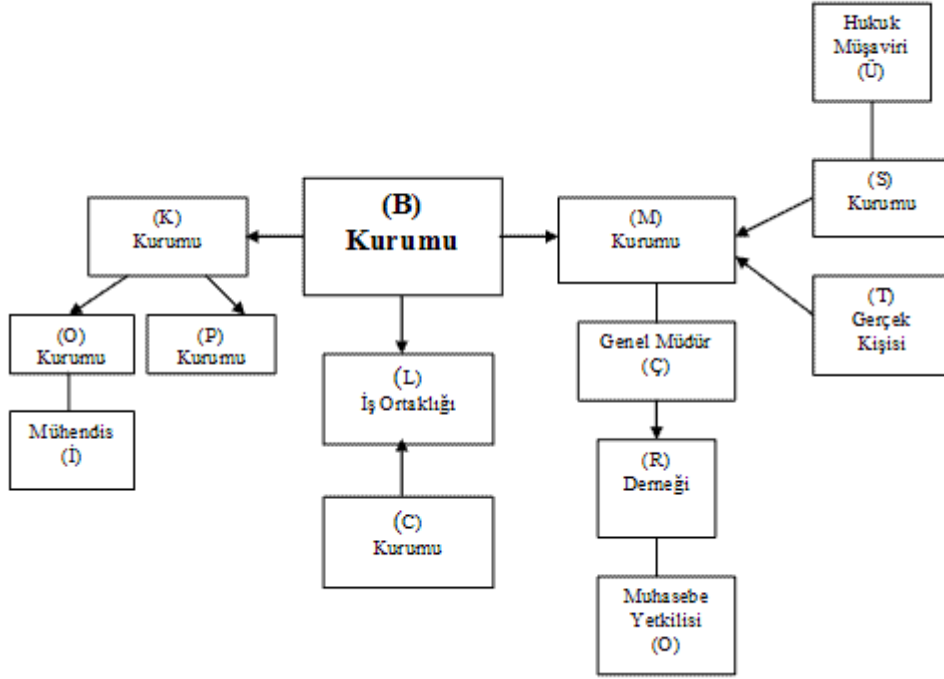 Hukuk
Müşaviri
(Ü)
(S)
Kurumu
(B)
Kurumu
(K)
Kurumu
(M)
Kurumu
(T)
Gerçek
Kişisi
(O)
Kurumu
(P)
Kurumu
Genel Müdür
(Ç)
(L)
İş Ortaklığı
Mühendis
(İ)
(R)
Derneği
(C)
Kurumu
Muhasebe
Yetkilisi
(O)